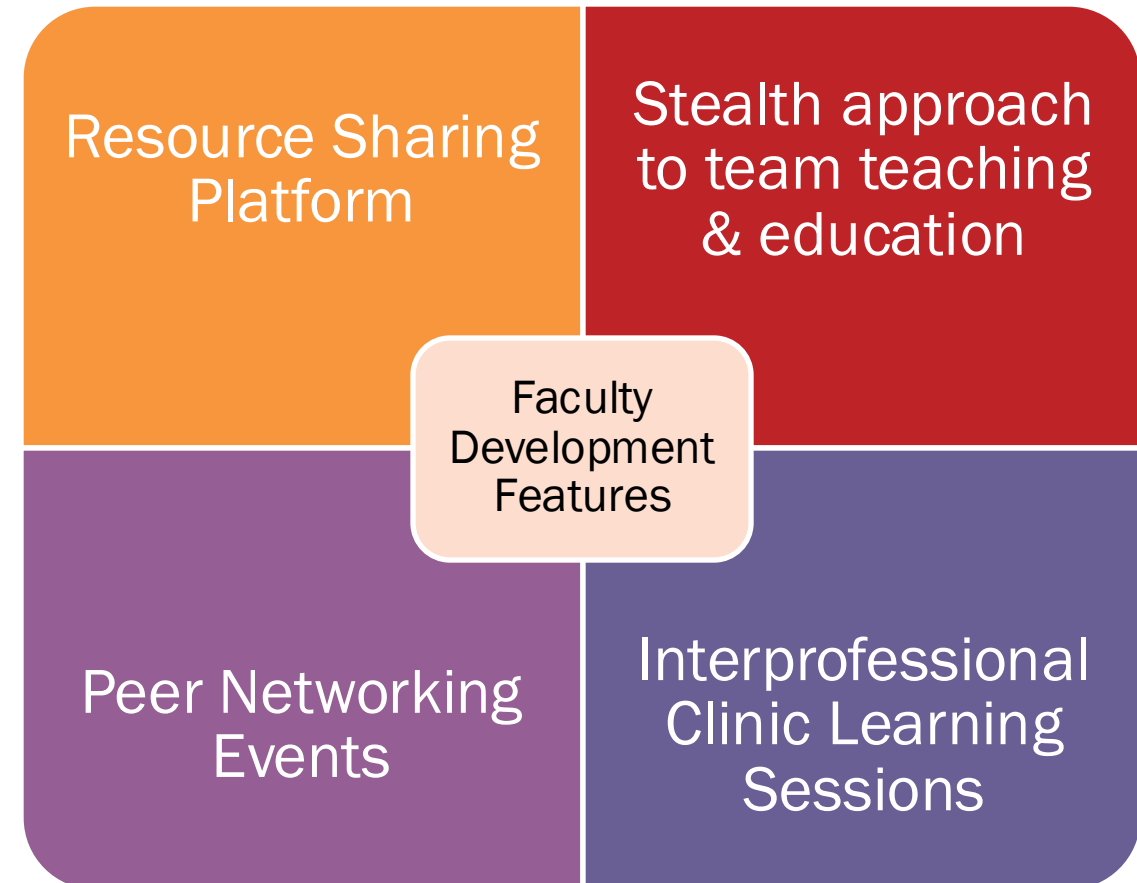 Resource Sharing
Platform
Stealth approach
to team teaching
& education
Faculty
Development
Features
Peer Networking
Events
Interprofessional
Clinic Learning
Sessions